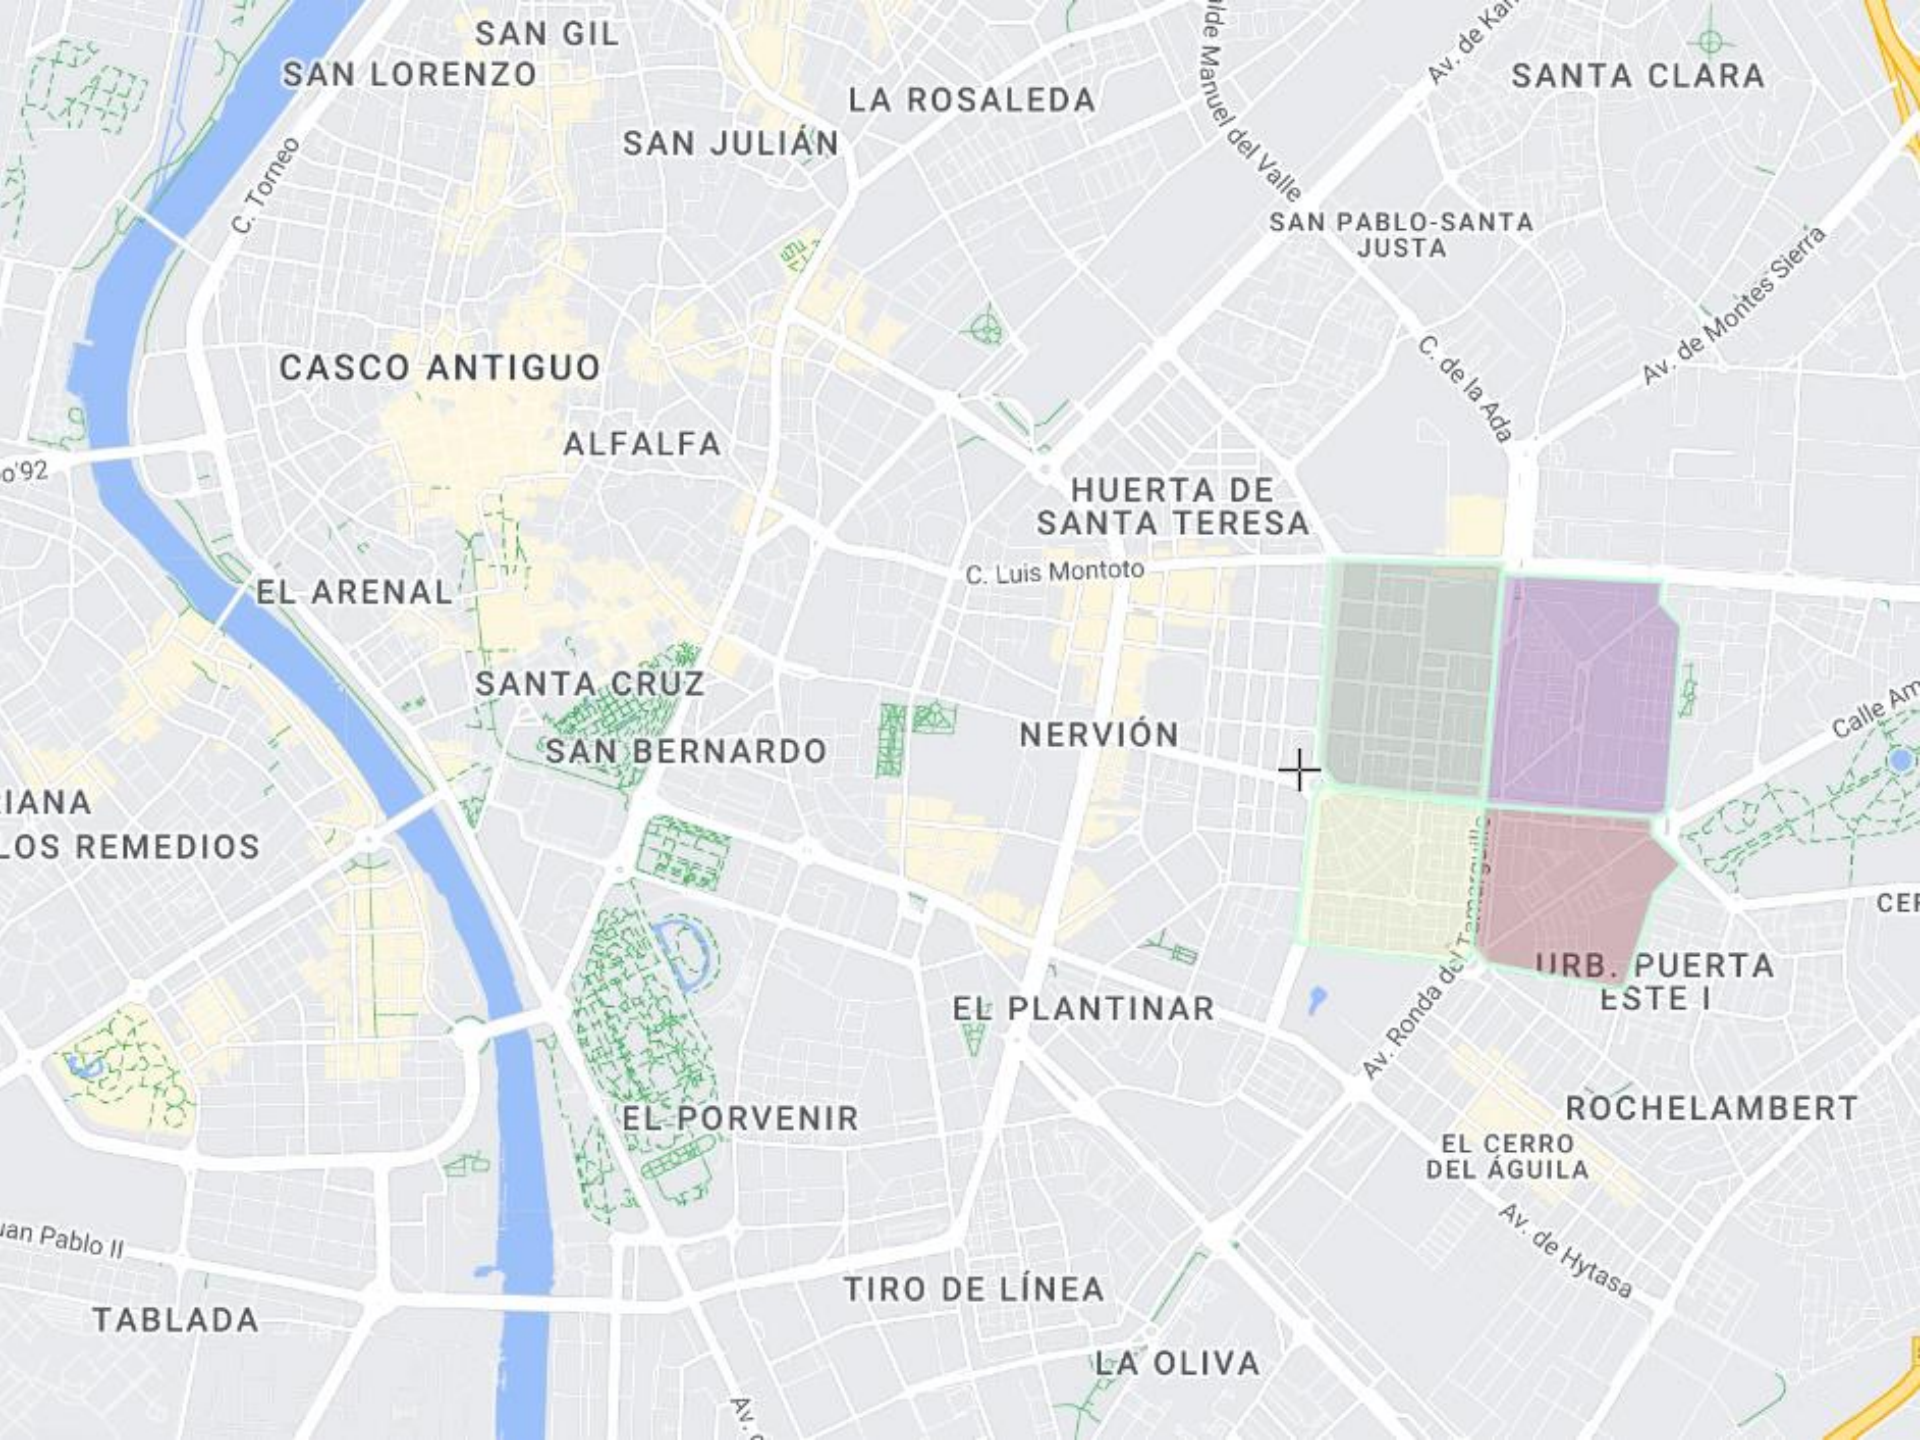 SAN GIL
SAN LORENZO
LA ROSALEDA
SAN JULIÁN
Manuel del Valle
Av. de
SANTA CLARA
C. Torneo
SAN PABLO-SANTA
JUSTA
Av. de Montes Sierra
C. de la Ada
CASCO ANTIGUO
ALFALFA
o'92
HUERTA DE
SANTA TERESA
C. Luis Montoto
EL ARENAL
SANTA CRUZ
SAN BERNARDO
NERVIÓN
Calle Am
IANA
LOS REMEDIOS
CER
URB. PUERTA
ESTE I
EL PLANTINAR
Av. Ronda del Tamarguillo
ROCHELAMBERT
EL PORVENIR
EL CERRO
DEL ÁGUILA
Av. de Hytasa
uan Pablo II
TIRO DE LÍNEA
TABLADA
LA OLIVA
Av.